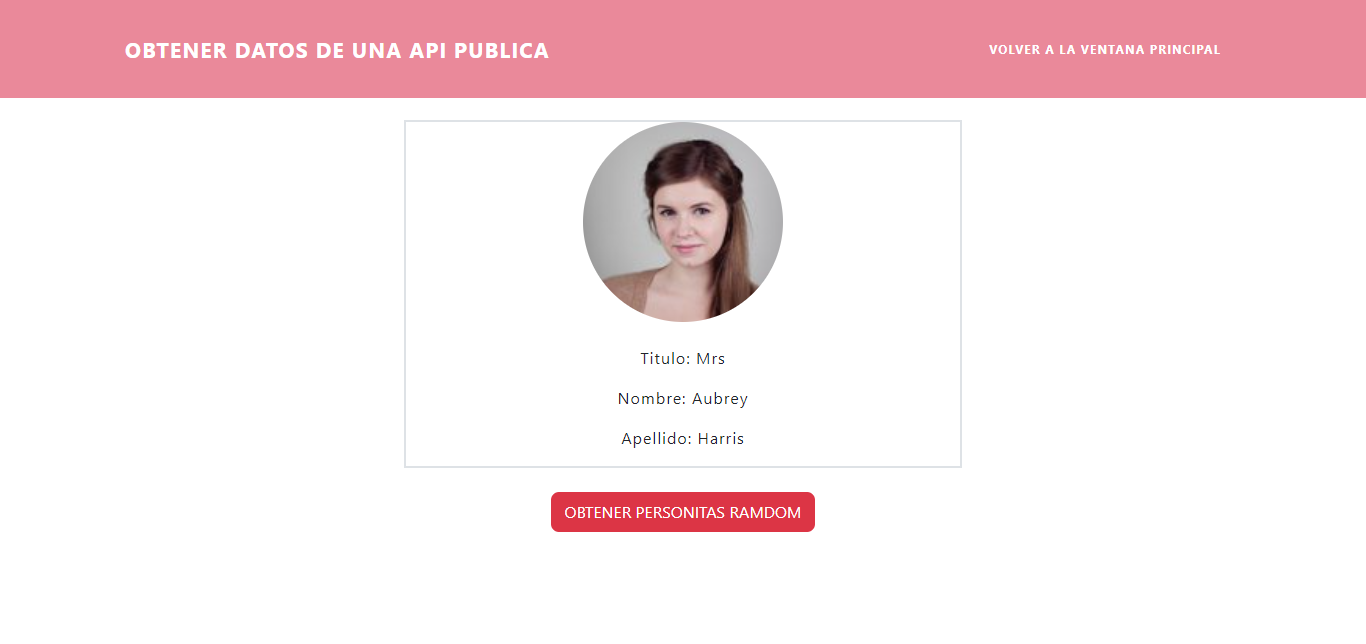 OBTENER DATOS DE UNA API PUBLICA
VOLVER A LA VENTANA PRINCIPAL
Titulo: Mrs
Nombre: Aubrey
Apellido: Harris
OBTENER PERSONITAS RAMDOM